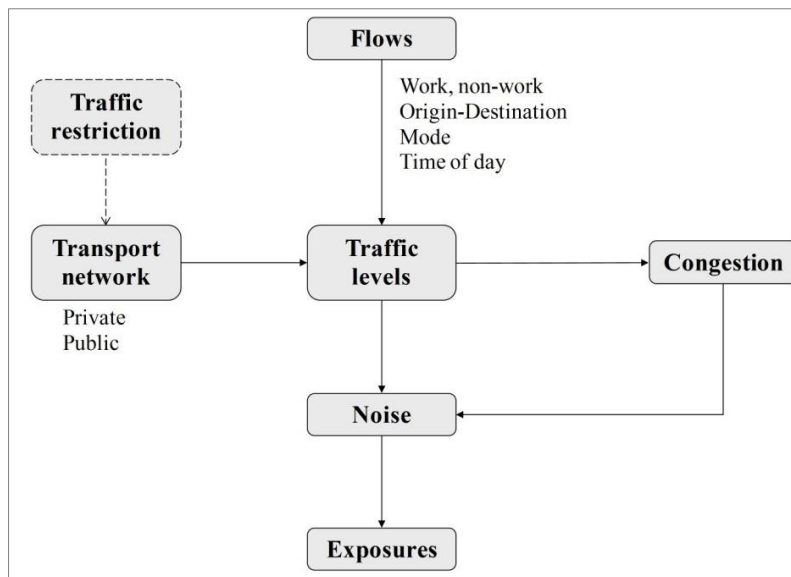 Flows
Work, non-work
Origin-Destination
Mode
Time of day
Traffic
restriction
Transport
network
Private
Public
Traffic
levels
Congestion
Noise
Exposures